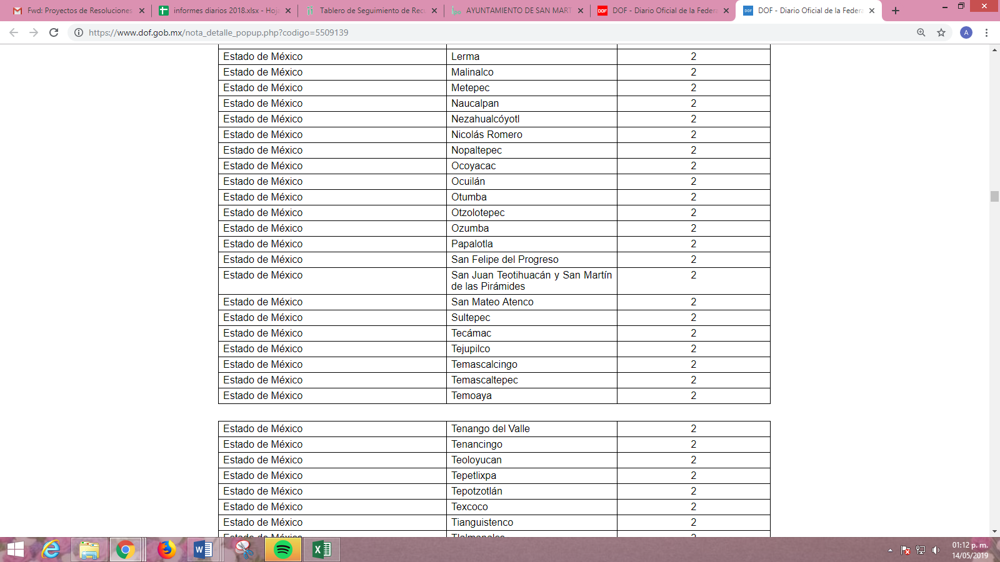 Fwd: Proyectos de Resoluciones
informes diarios 2018.xlsx - Hoja
Tablero de Seguimiento de Recu
AYUNTAMIENTO DE SAN MART
DOF - Diario Oficial de la Federa
DOF - Diario Oficial de la Federa
https://www.dof.gob.mx/nota_detalle_popup.php?codigo=5509139
A
Estado de México Lerma 2
Estado de México Malinalco 2
Estado de México Metepec 2
Estado de México Naucalpan 2
Estado de México Nezahualcóyotl 2
Estado de México Nicolás Romero 2
Estado de México Nopaltepec 2
Estado de México Ocoyacac 2
Estado de México Ocuilán 2
Estado de México Otumba 2
Estado de México Otzolotepec 2
Estado de México Ozumba 2
Estado de México Papalotla 2
Estado de México San Felipe del Progreso 2
Estado de México San Juan Teotihuacán y San Martín 2
de las Pirámides
Estado de México San Mateo Atenco 2
Estado de México Sultepec 2
Estado de México Tecámac 2
Estado de México Tejupilco 2
Estado de México Temascalcingo 2
Estado de México Temascaltepec 2
Estado de México Temoaya 2
Estado de México Tenango del Valle 2
Estado de México Tenancingo 2
Estado de México Teoloyucan 2
Estado de México Tepetlixpa 2
Estado de México Tepotzotlán 2
Estado de México Texcoco 2
Estado de México Tianguistenco 2
Estado de México Tlalmanalco 2
01:12 p. m.
14/05/2019